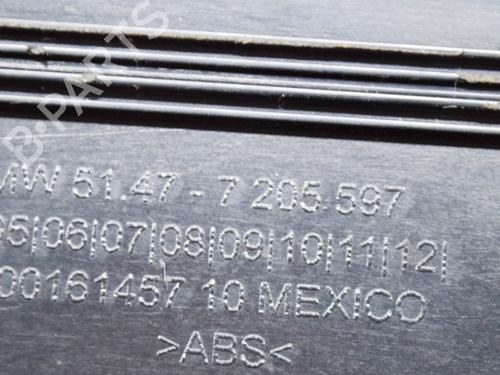 B-PARTS
MW 51.47 - 7 205 597
05|06|07|08|09|10|11|12|
00161457 10 MEXICO
>ABS<